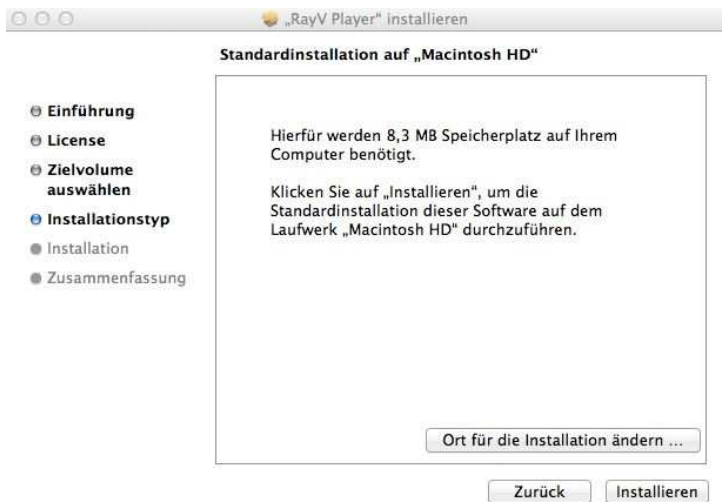 „RayV Player" installieren
Standardinstallation auf „Macintosh HD"
Einführung
License
Zielvolume
auswählen
Installationstyp
Installation
Zusammenfassung
Hierfür werden 8,3 MB Speicherplatz auf Ihrem
Computer benötigt.
Klicken Sie auf „Installieren", um die
Standardinstallation dieser Software auf dem
Laufwerk „Macintosh HD" durchzuführen.
Ort für die Installation ändern ...
Zurück
Installieren